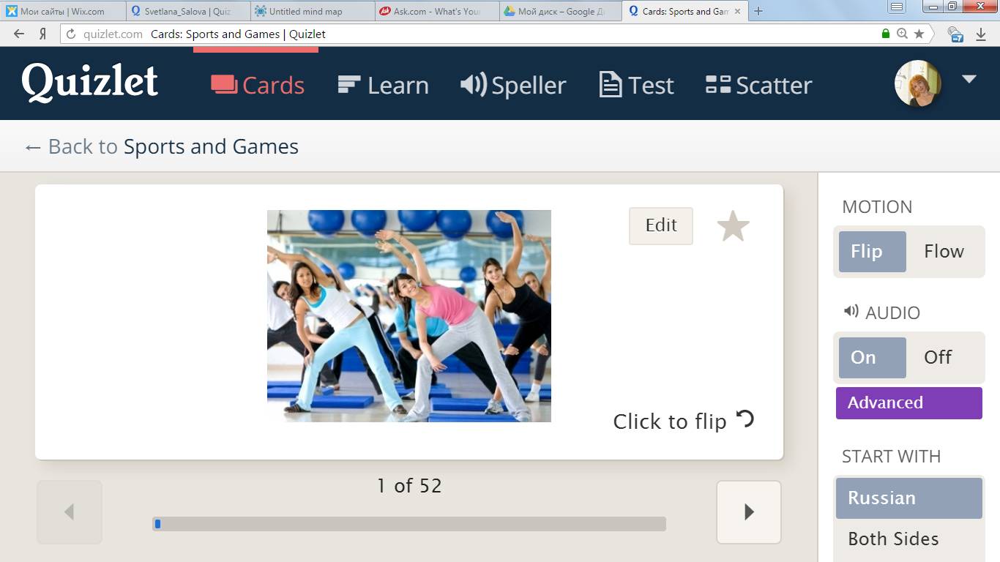 Мои сайты | Wix.com
Svetlana_Salova | Quiz
Untitled mind map
Ask.com - What's Your
Мой диск – Google Д
Cards: Sports and Gam
Я quizlet.com Cards: Sports and Games | Quizlet
Quizlet
Cards
Learn
Speller
Test
Scatter
← Back to Sports and Games
Edit
Click to flip
1 of 52
MOTION
Flip Flow
AUDIO
On Off
Advanced
START WITH
Russian
Both Sides